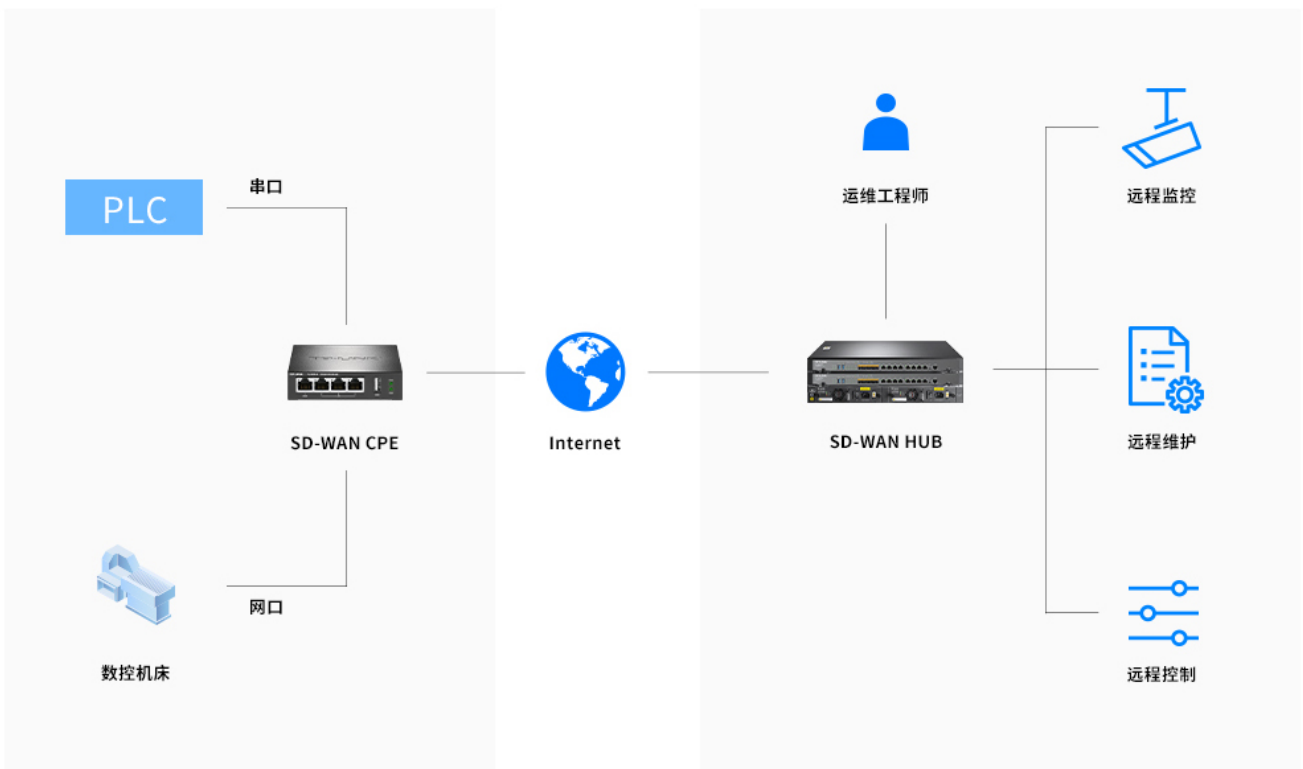 PLC
串口
SD-WAN CPE
网口
数控机床
Internet
运维工程师
SD-WAN HUB
远程监控
远程维护
远程控制